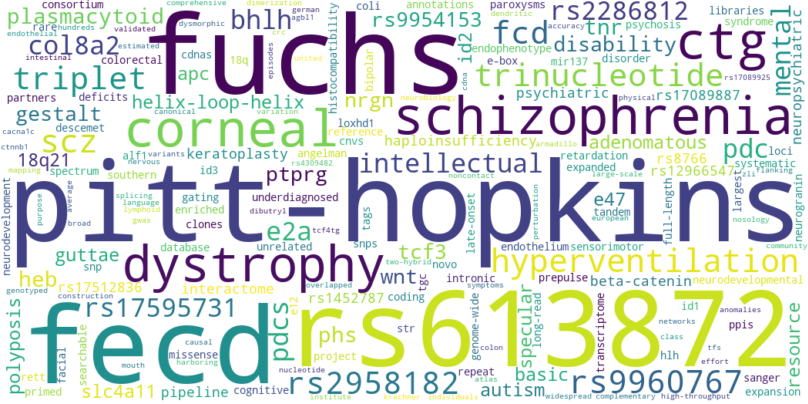 consortium
comprehensive
dimerization
coli
annotations
paroxysms
rs2286812
libraries
plasmacytoid
fuchs
bhlh
rs9954153
dendritic
agbl1
german
fcd
accuracy
syndrome
ctg
mental
endothelial
rare
hundreds
validated
dysmorphic
crc
episodes
histocompatibility
tnr
psychosis
disability
id2
endophenotype
cdna
e-box
mir137
disorder
neuropsychiatric
col8a2
colorectal
cdnas
18q
estimated
intestinal
apc
united
bipolar
neurobiology
trinucleotide
rs17089925
triplet
partners
deficits
helix-loop-helix
nrgn
loxhd1
psychiatric
physical
rs17089887
gestalt
corneal
canonical
variation
reference
schizophrenia
cacna1c
descemet
cnvs
armadillo
scz
ctnnb1
18q21
alf1
variants
keratoplasty
angelman
haploinsufficiency
adenomatous
pdc
loci
systematic
mapping
spectrum
nervous
rs4309482
intellectual
retardation
rs8766
zli
flanking
southern
id3
ptprg
noncontact
expanded
large-scale
rs12966547
pitt-hopkins
neurodevelopment
purpose
average
broad
splicing
language
lymphoid
gwas
gating
enriched
clones
underdiagnosed
dibutryl
tcf4tg
tags
late-onset
perturbation
e47
tandem
european
full-length
nosology
largest
neurogranin
community
e2a
guttae
database
unrelated
snps
tcf3
endothelium
sensorimotor
snp
dystrophy
two-hybrid
novo
hyperventilation
heb
rs17512836
interactome
wnt
tgc
intronic
prepulse
beta-catenin
neurodevelopmental
genotyped
construction
overlapped
symptoms
rs17595731
e12
rs1452787
coding
specular
long-read
id1
anomalies
polyposis
fecd
pdcs
rs613872
phs
str
genome-wide
transcriptome
networks
ppis
resource
searchable
facial
causal
missense
project
repeat
class
hlh
tfs
effort
rett
mouth
harboring
nucleotide
colon
atlas
basic
sanger
primed
slc4a11
pipeline
cognitive
rs2958182
autism
rs9960767
expansion
institute
krachmer
individuals
widespread
complementary
high-throughput